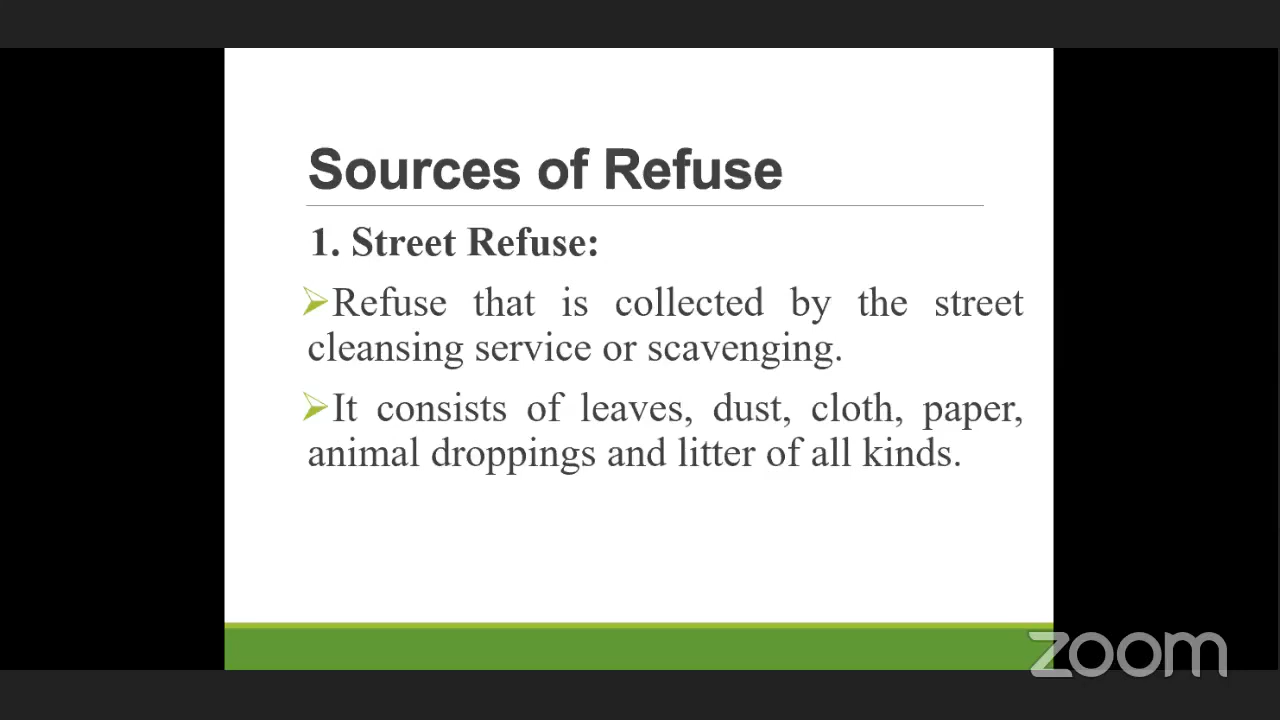 Sources of Refuse
1. Street Refuse:
➢Refuse that is collected by the street
cleansing service or scavenging.
➢It consists of leaves, dust, cloth, paper,
animal droppings and litter of all kinds.
zoom